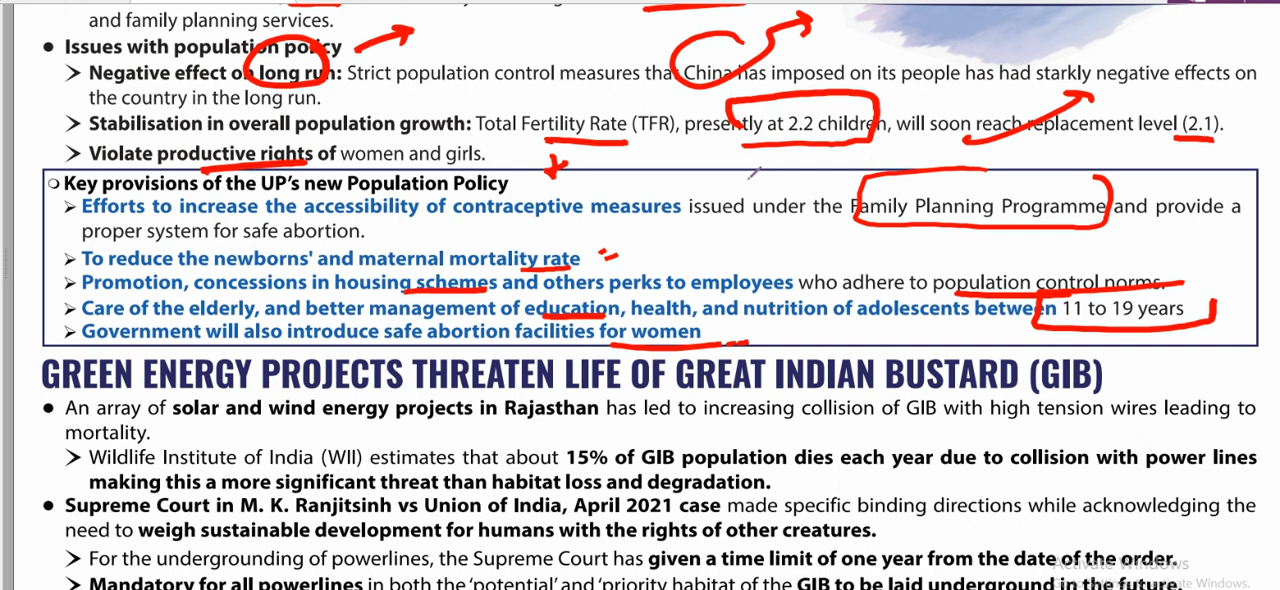 and family planning services.
● Issues with population policy
➤ Negative effect on long run: Strict population control measures that China has imposed on its people has had starkly negative effects on
the country in the long run.
➤ Stabilisation in overall population growth: Total Fertility Rate (TFR), presently at 2.2 children, will soon reach replacement level (2.1).
➤ Violate productive rights of women and girls.
○ Key provisions of the UP's new Population Policy
➤ Efforts to increase the accessibility of contraceptive measures issued under the Family Planning Programme and provide a
proper system for safe abortion.
➤ To reduce the newborns' and maternal mortality rate
➤ Promotion, concessions in housing schemes and others perks to employees who adhere to population control norms.
➤ Care of the elderly, and better management of education, health, and nutrition of adolescents between 11 to 19 years
➤ Government will also introduce safe abortion facilities for women
GREEN ENERGY PROJECTS THREATEN LIFE OF GREAT INDIAN BUSTARD (GIB)
● An array of solar and wind energy projects in Rajasthan has led to increasing collision of GIB with high tension wires leading to
mortality.
➤ Wildlife Institute of India (WII) estimates that about 15% of GIB population dies each year due to collision with power lines
making this a more significant threat than habitat loss and degradation.
● Supreme Court in M. K. Ranjitsinh vs Union of India, April 2021 case made specific binding directions while acknowledging the
need to weigh sustainable development for humans with the rights of other creatures.
➤ For the undergrounding of powerlines, the Supreme Court has given a time limit of one year from the date of the order.
Activate Windows
➤ Mandatory for all powerlines in both the 'potential' and 'priority habitat of the GIB to be laid underground in the future.